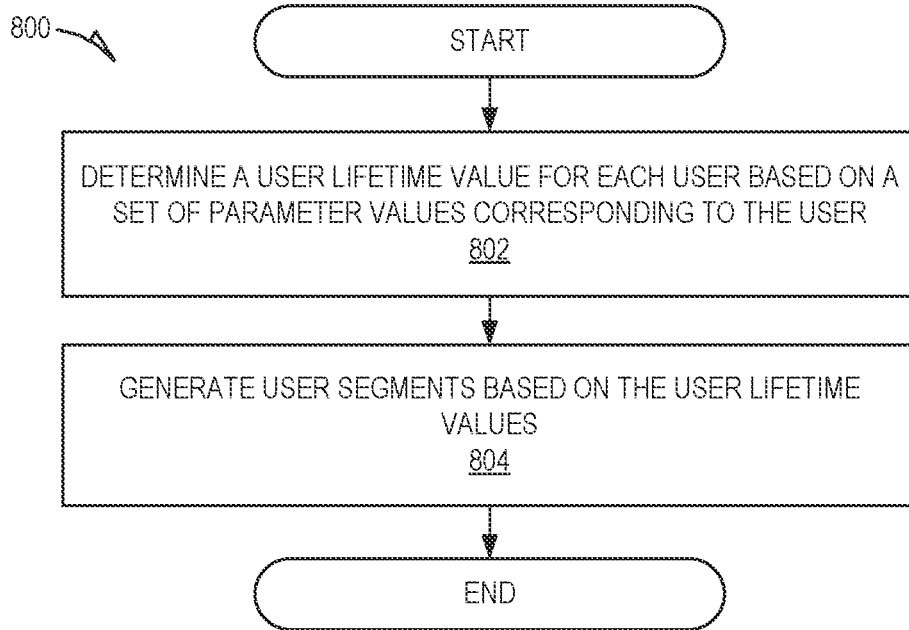 800
START
DETERMINE A USER LIFETIME VALUE FOR EACH USER BASED ON A
SET OF PARAMETER VALUES CORRESPONDING TO THE USER
802
GENERATE USER SEGMENTS BASED ON THE USER LIFETIME
VALUES
804
END